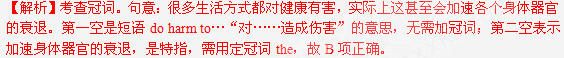 【解析】考查冠词。句意：很多生活方式都对健康有害，实际上这甚至会加速各个身体器官
的衰退。第一空是短语 do harm to…“对……造成伤害”的意思，无需加冠词；第二空表示
加速身体器官的衰退，是特指，需用定冠词 the，故 B 项正确。